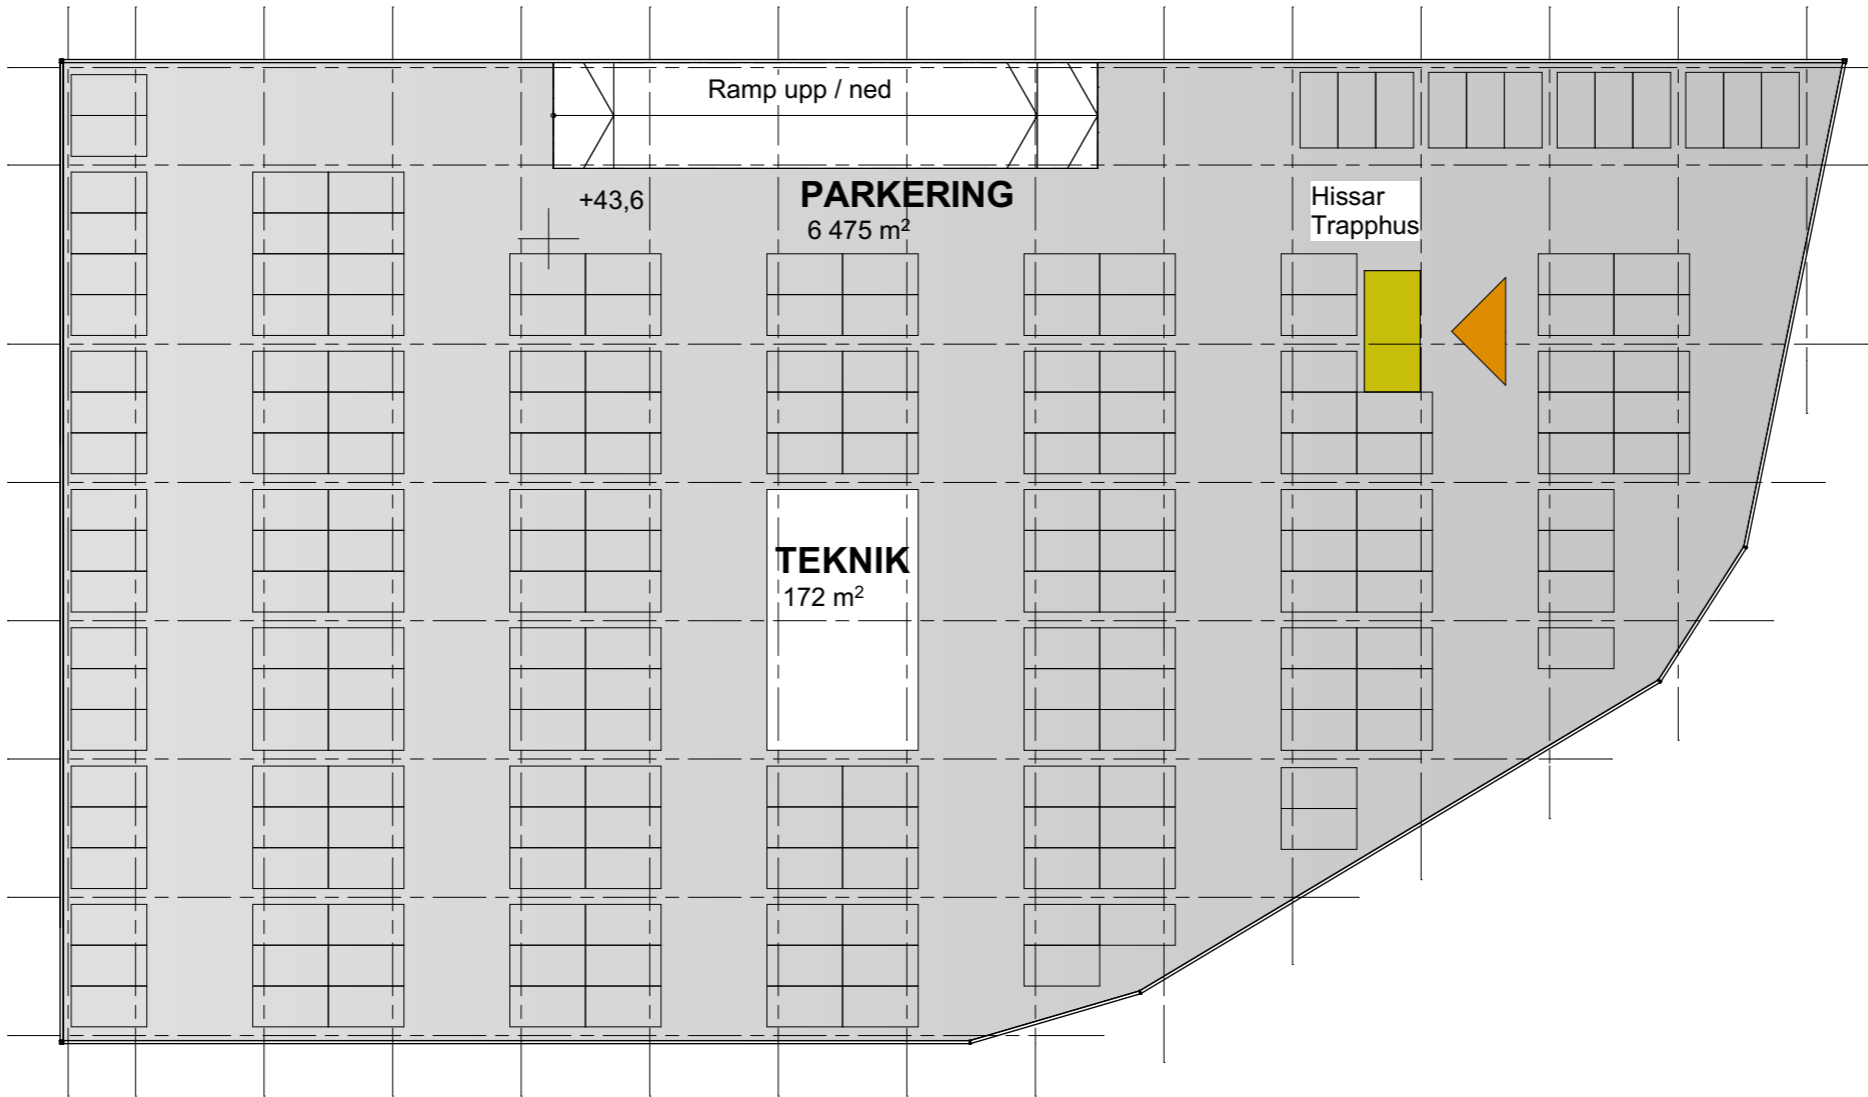 Ramp upp / ned
+43,6
PARKERING
6 475 m²
Hissar
Trapphus
TEKNIK
172 m²